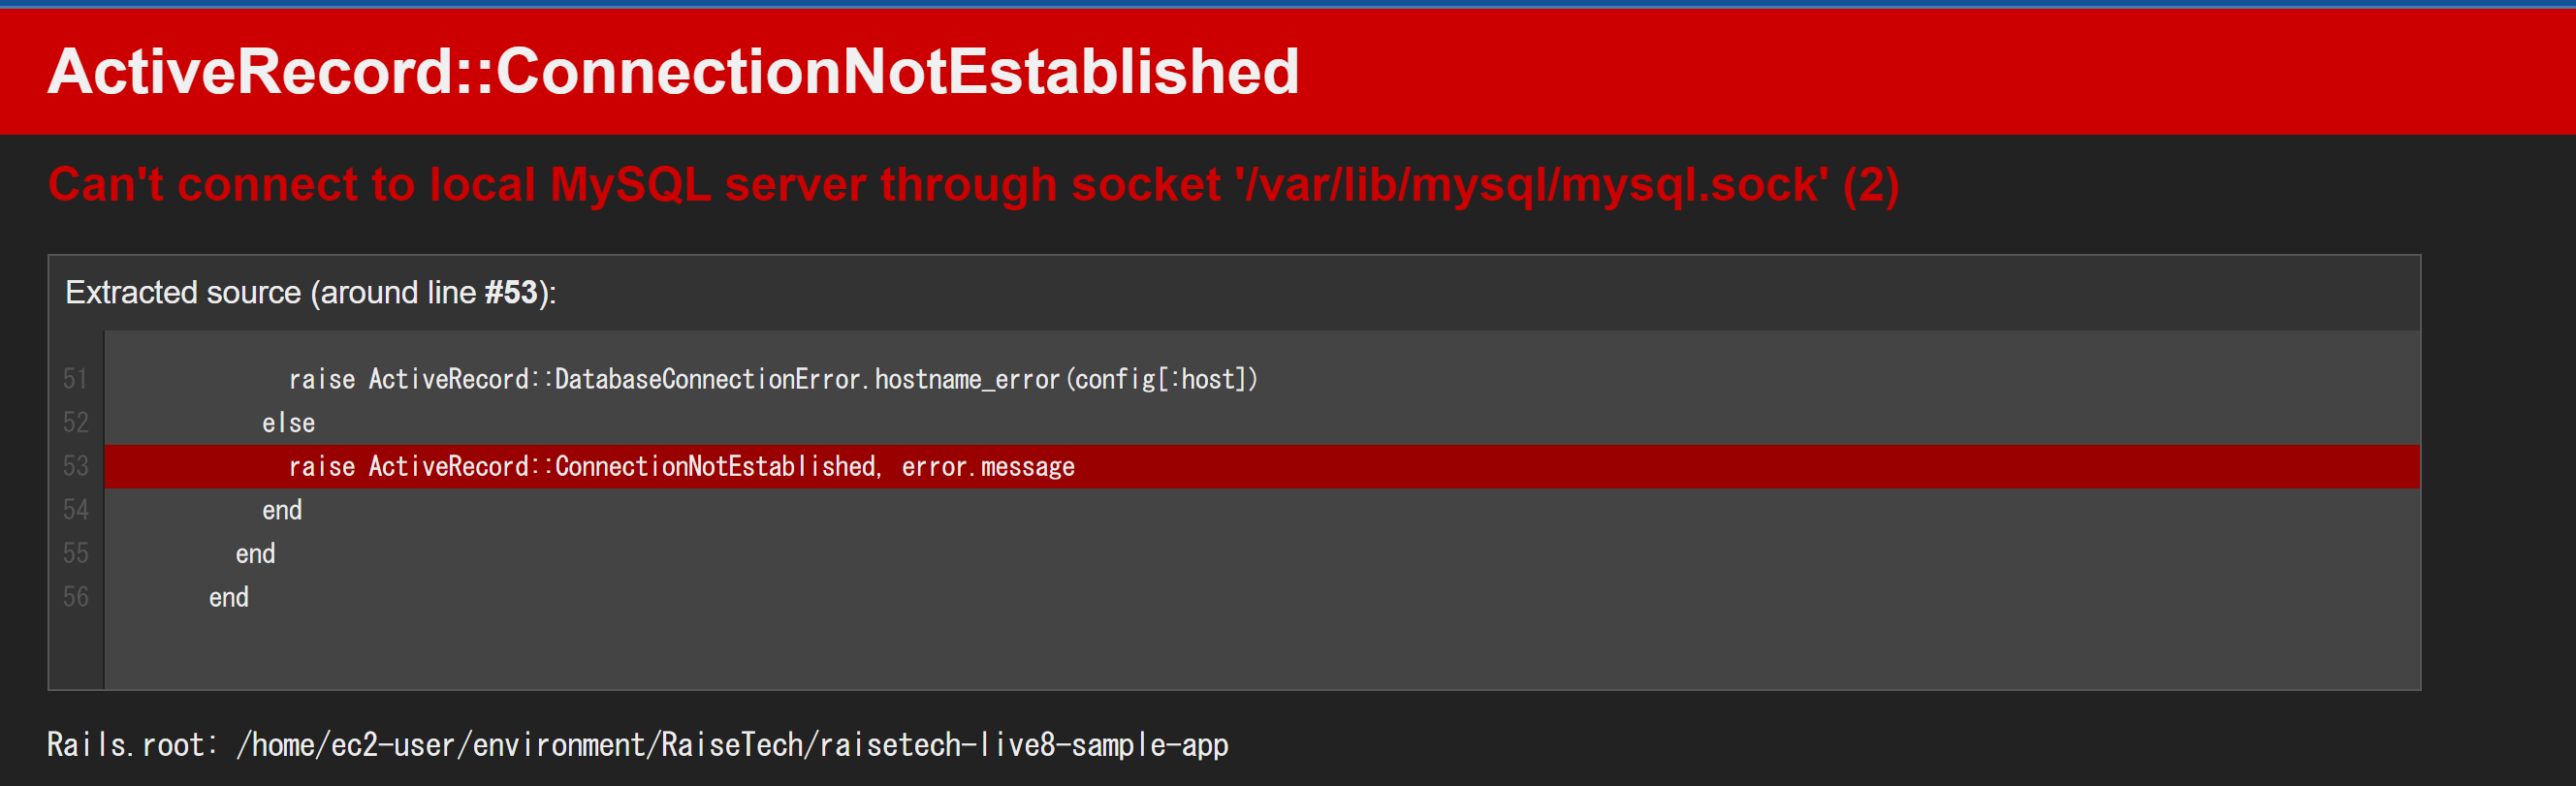 ActiveRecord::ConnectionNotEstablished
Can't connect to local MySQL server through socket '/var/lib/mysql/mysql.sock' (2)
Extracted source (around line #53):
51 raise ActiveRecord::DatabaseConnectionError.hostname_error(config[:host])
52 else
53 raise ActiveRecord::ConnectionNotEstablished, error.message
54 end
55 end
56 end
Rails.root: /home/ec2-user/environment/RaiseTech/raisetech-live8-sample-app